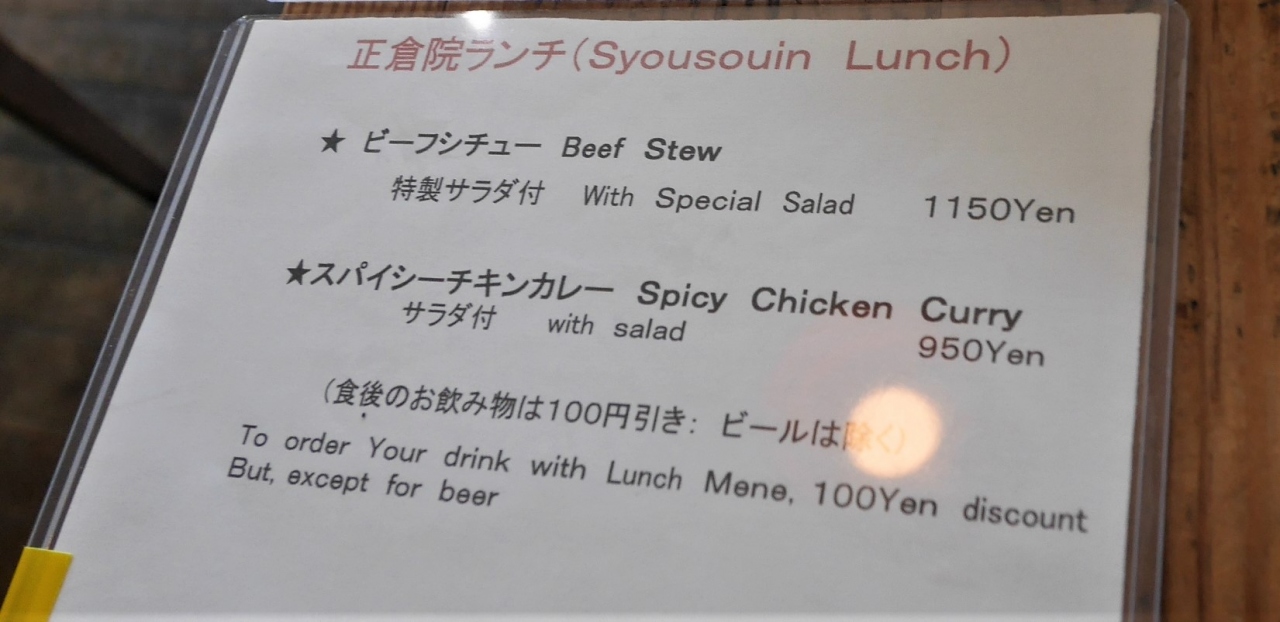 正倉院ランチ(Syousouin Lunch)
★ ビーフシチュー Beef Stew
特製サラダ付 With Special Salad 1150Yen
★スパイシーチキンカレー Spicy Chicken Curry
サラダ付 with salad 950Yen
(食後のお飲み物は100円引き: ビールは除く)
To order Your drink with Lunch Mene, 100Yen discount
But, except for beer